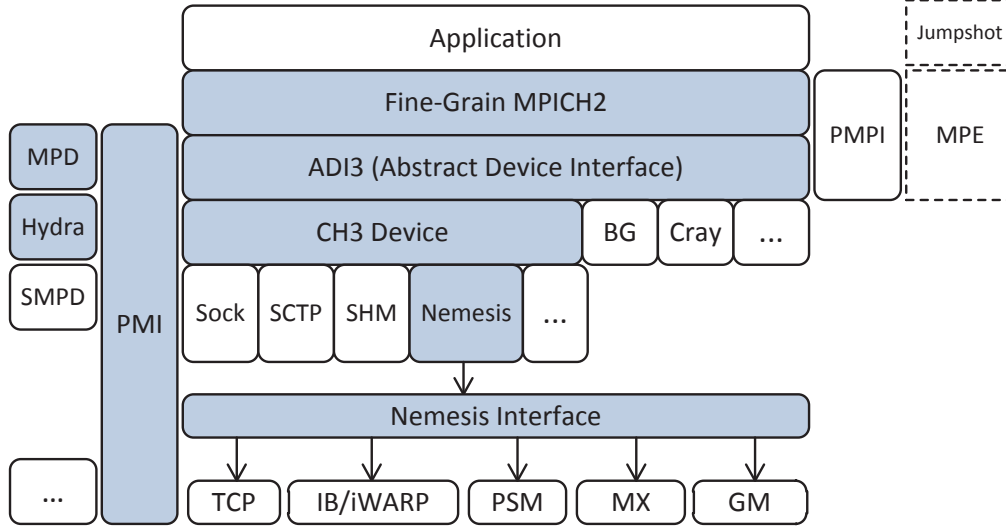 Application
Jumpshot
Fine-Grain MPICH2
PMPI
MPE
MPD
ADI3 (Abstract Device Interface)
Hydra
CH3 Device
BG
Cray
...
SMPD
PMI
Sock
SCTP
SHM
Nemesis
...
Nemesis Interface
...
TCP
IB/iWARP
PSM
MX
GM